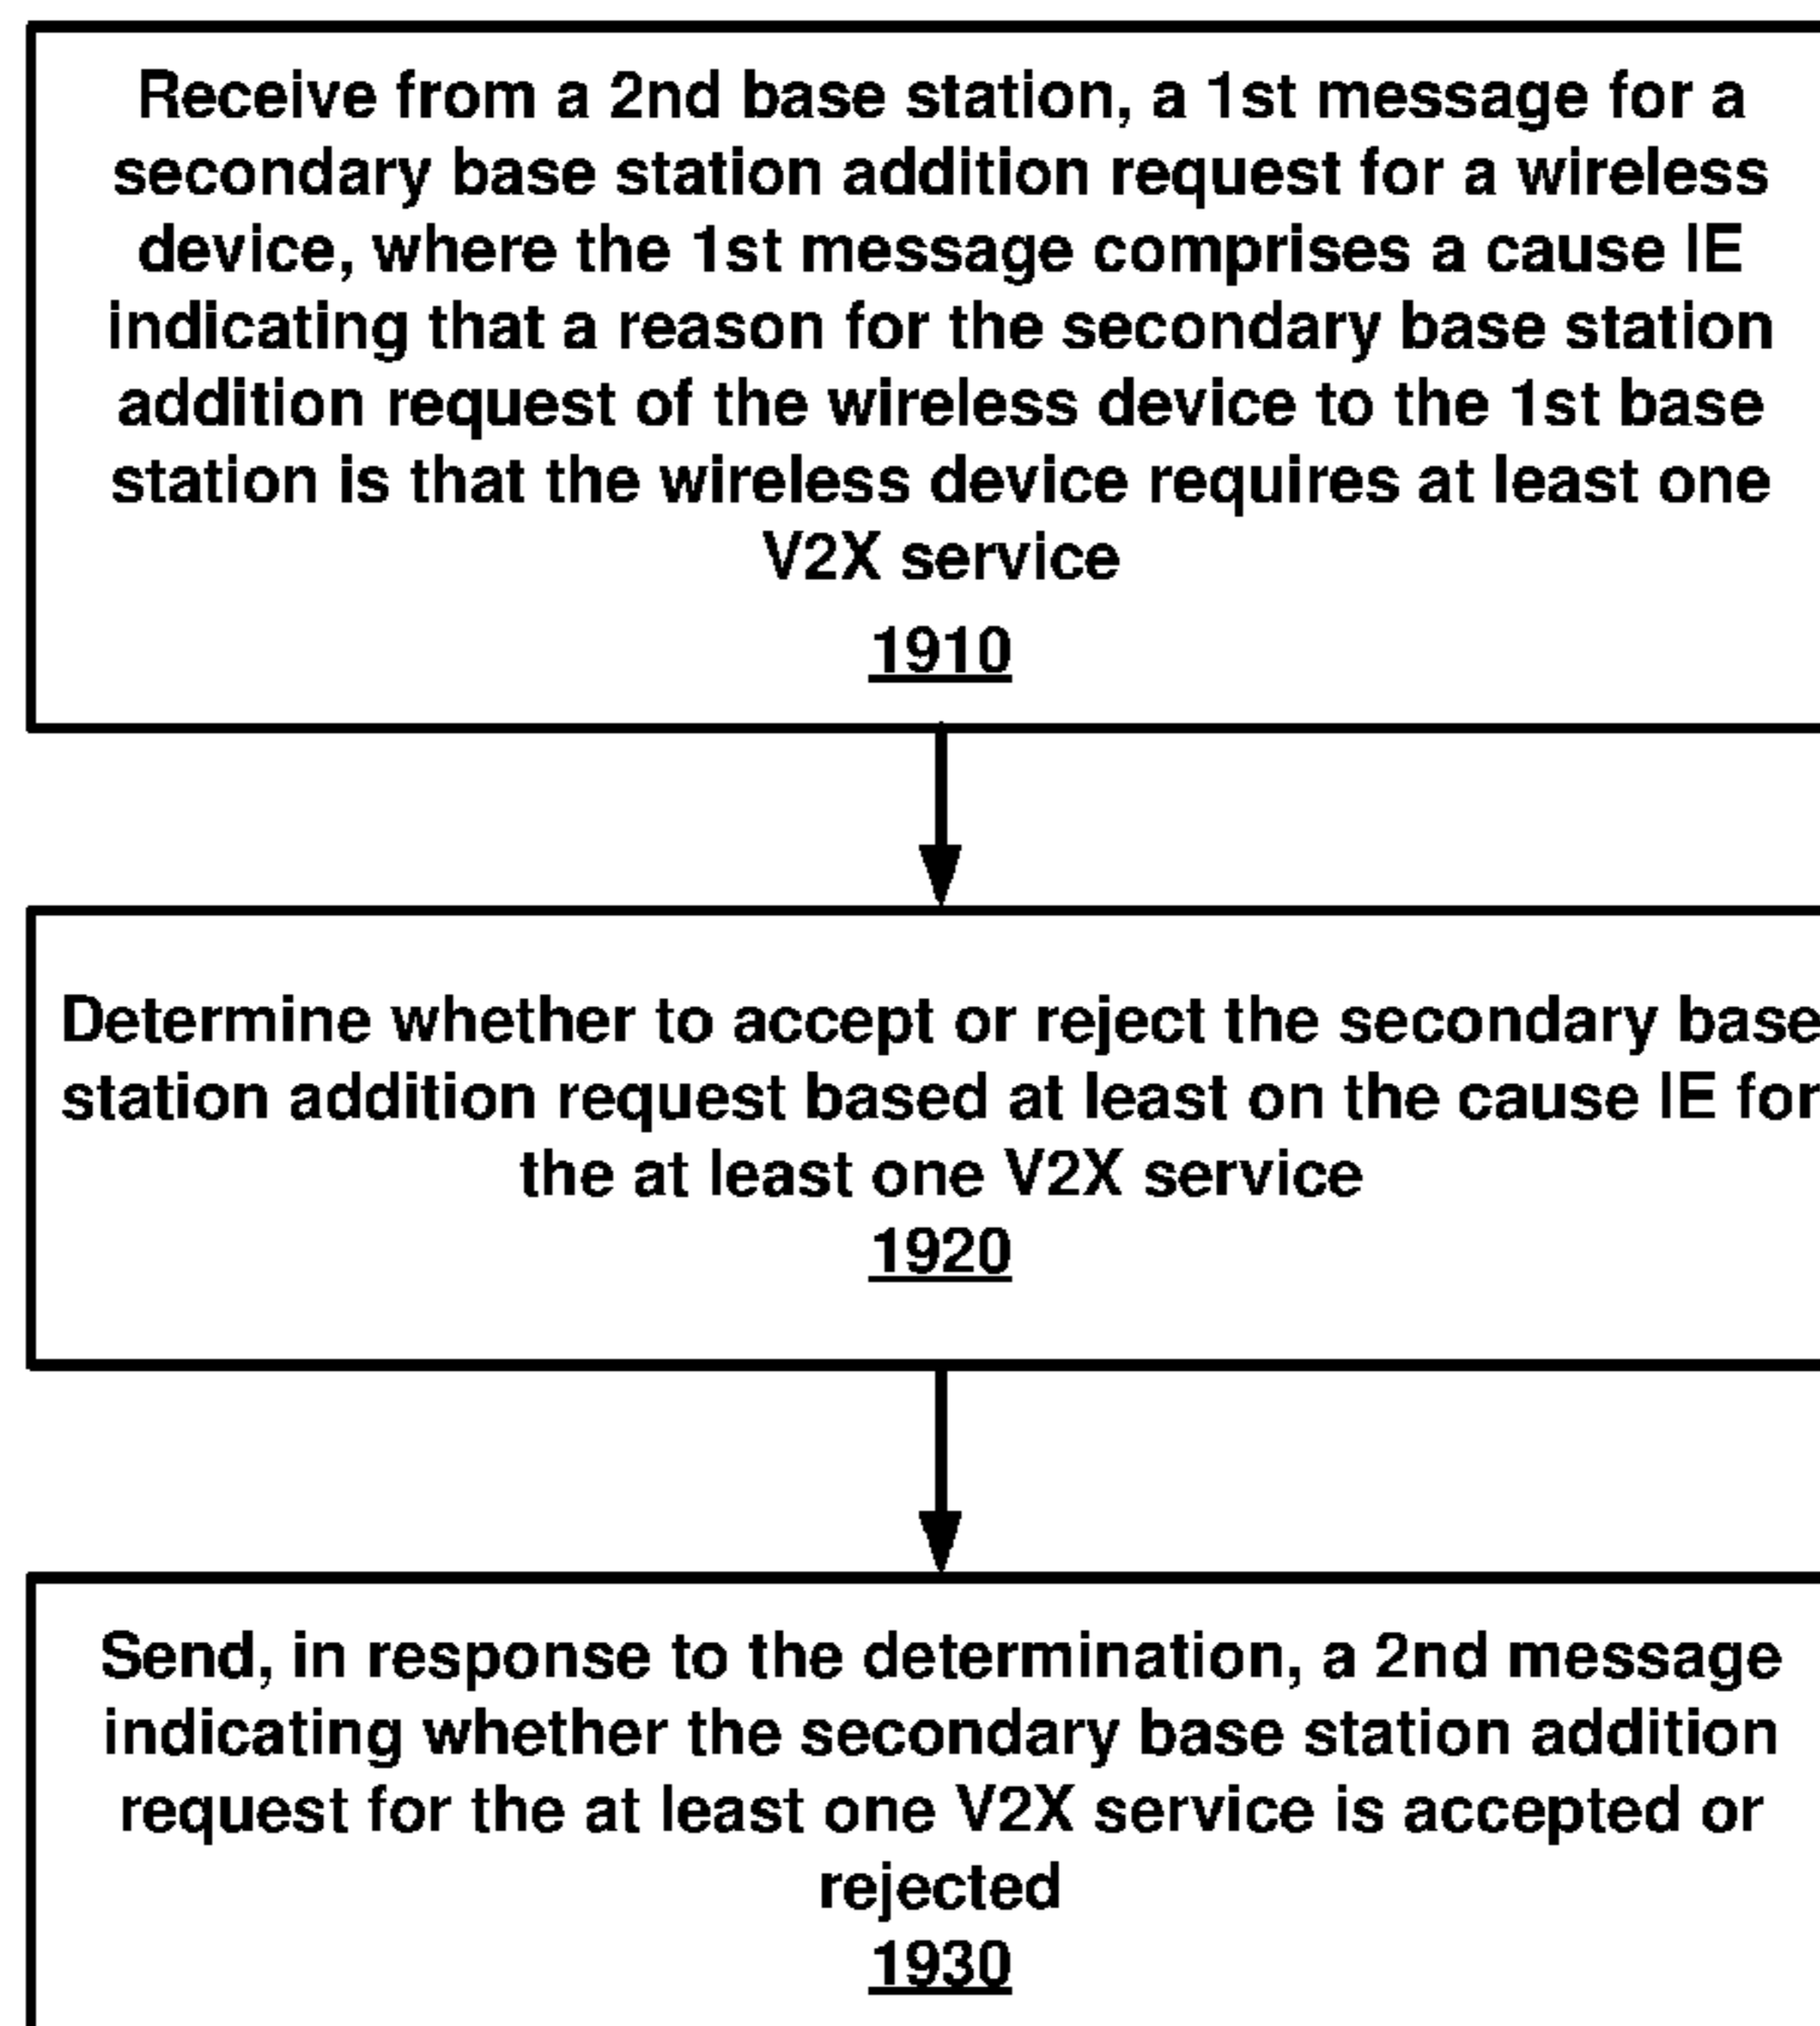 Receive from a 2nd base station, a 1st message for a
secondary base station addition request for a wireless
device, where the 1st message comprises a cause IE
indicating that a reason for the secondary base station
addition request of the wireless device to the 1st base
station is that the wireless device requires at least one
V2X service
1910
Determine whether to accept or reject the secondary base
station addition request based at least on the cause IE for
the at least one V2X service
1920
Send, in response to the determination, a 2nd message
indicating whether the secondary base station addition
request for the at least one V2X service is accepted or
rejected
1930